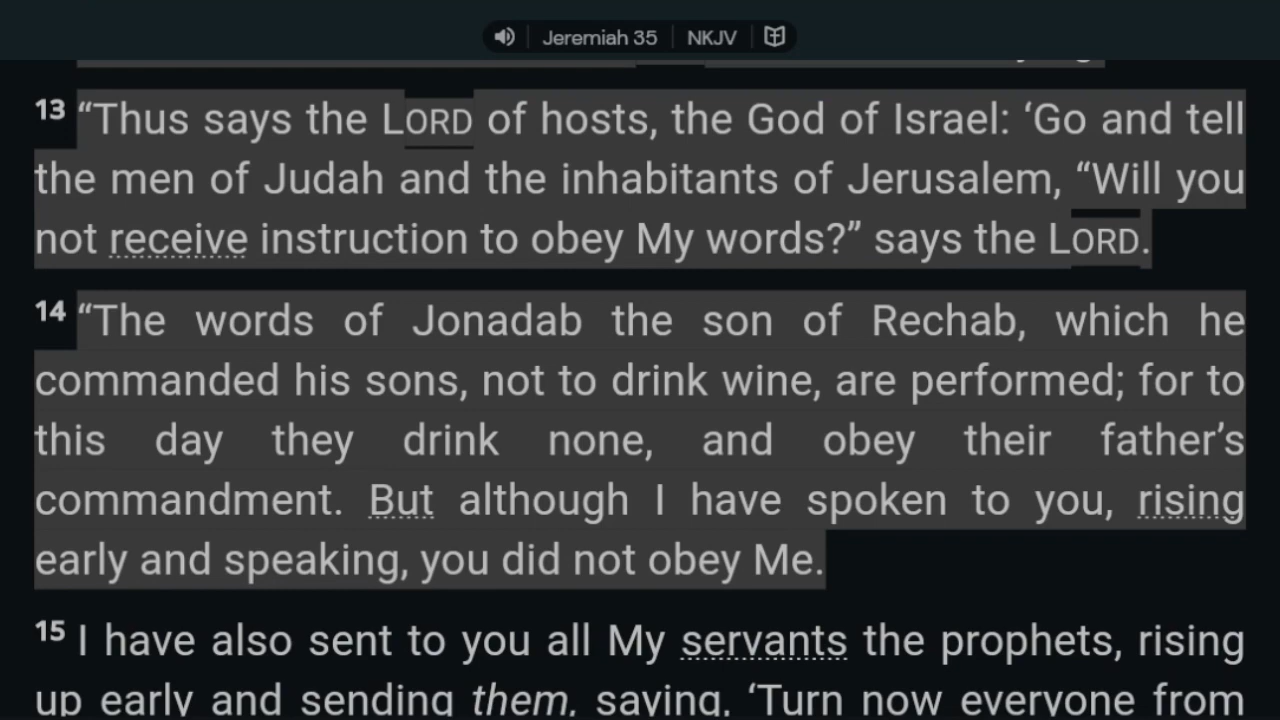 Jeremiah 35 NKJV
13 “Thus says the LORD of hosts, the God of Israel: ‘Go and tell
the men of Judah and the inhabitants of Jerusalem, “Will you
not receive instruction to obey My words?” says the LORD.
14 “The words of Jonadab the son of Rechab, which he
commanded his sons, not to drink wine, are performed; for to
this day they drink none, and obey their father’s
commandment. But although I have spoken to you, rising
early and speaking, you did not obey Me.
15 I have also sent to you all My servants the prophets, rising
up early and sending them, saying, ‘Turn now everyone from